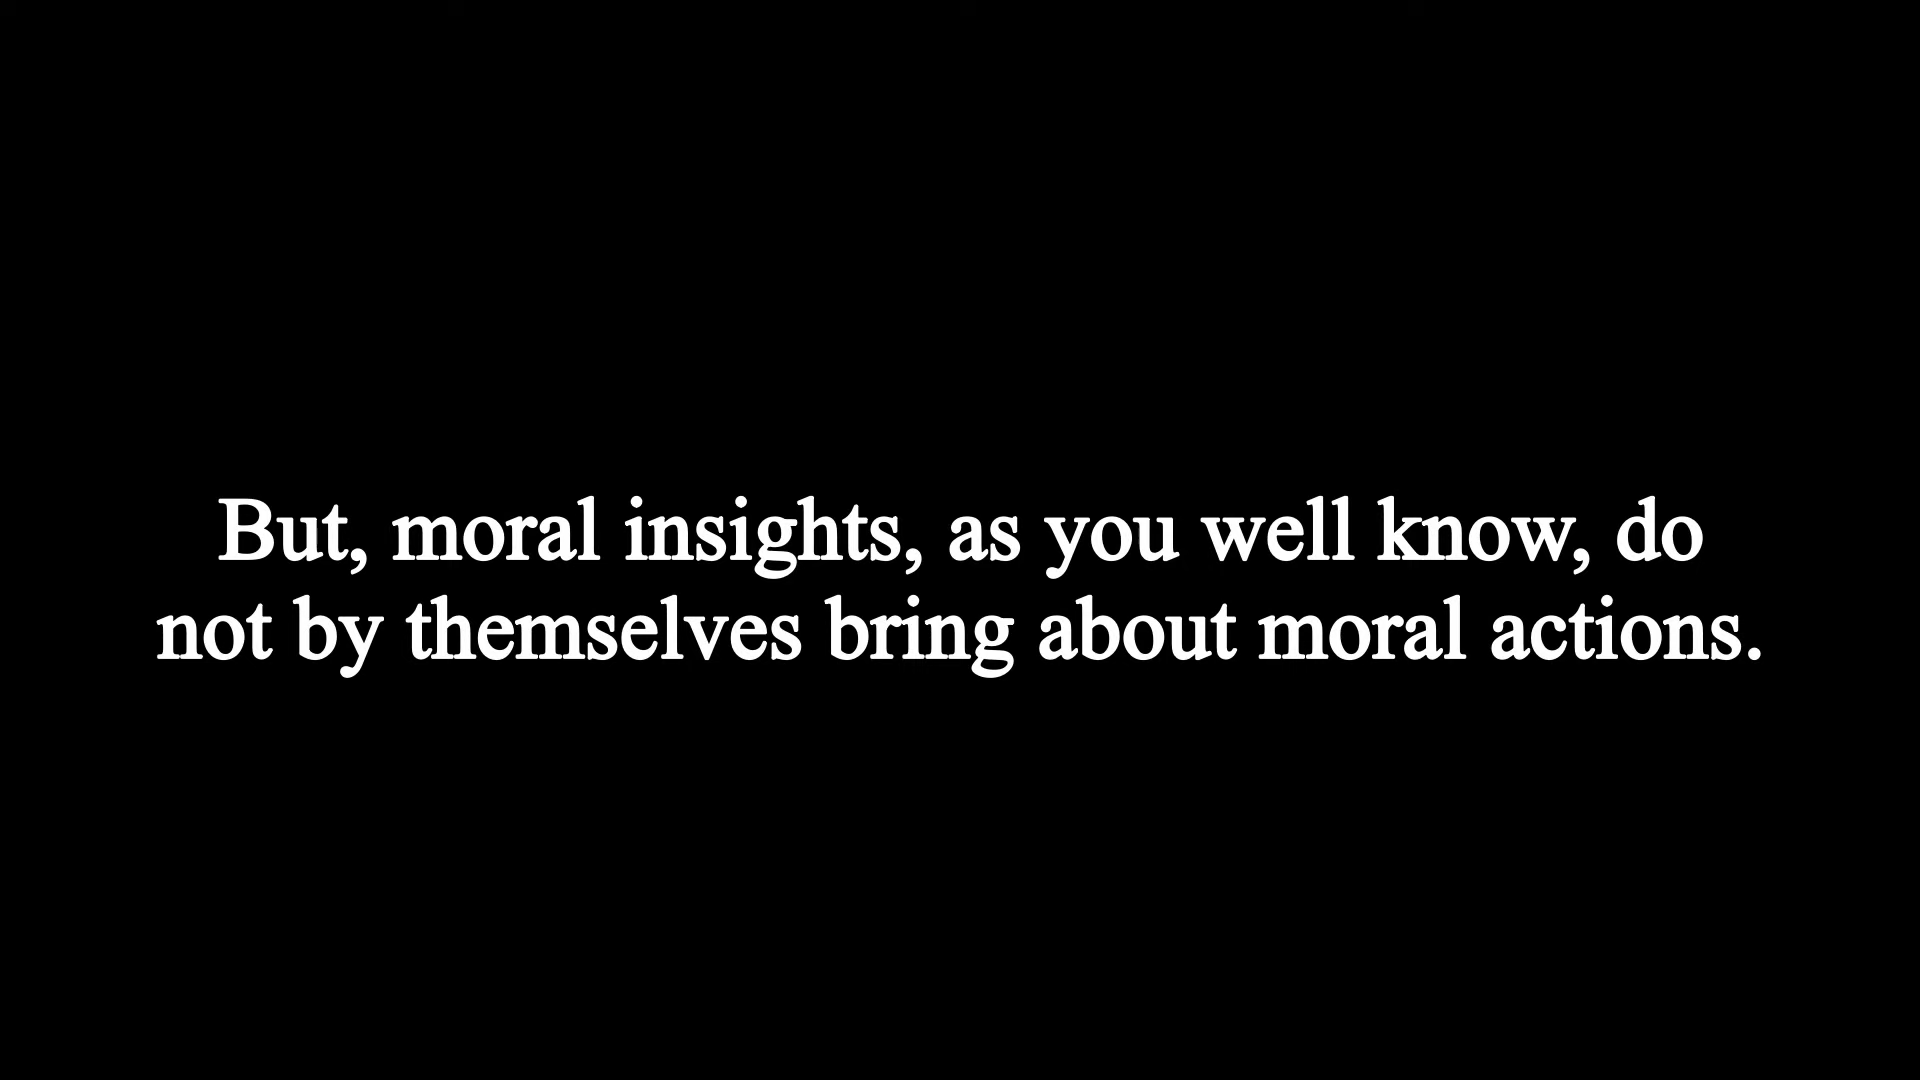 But, moral insights, as you well know, do
not by themselves bring about moral actions.